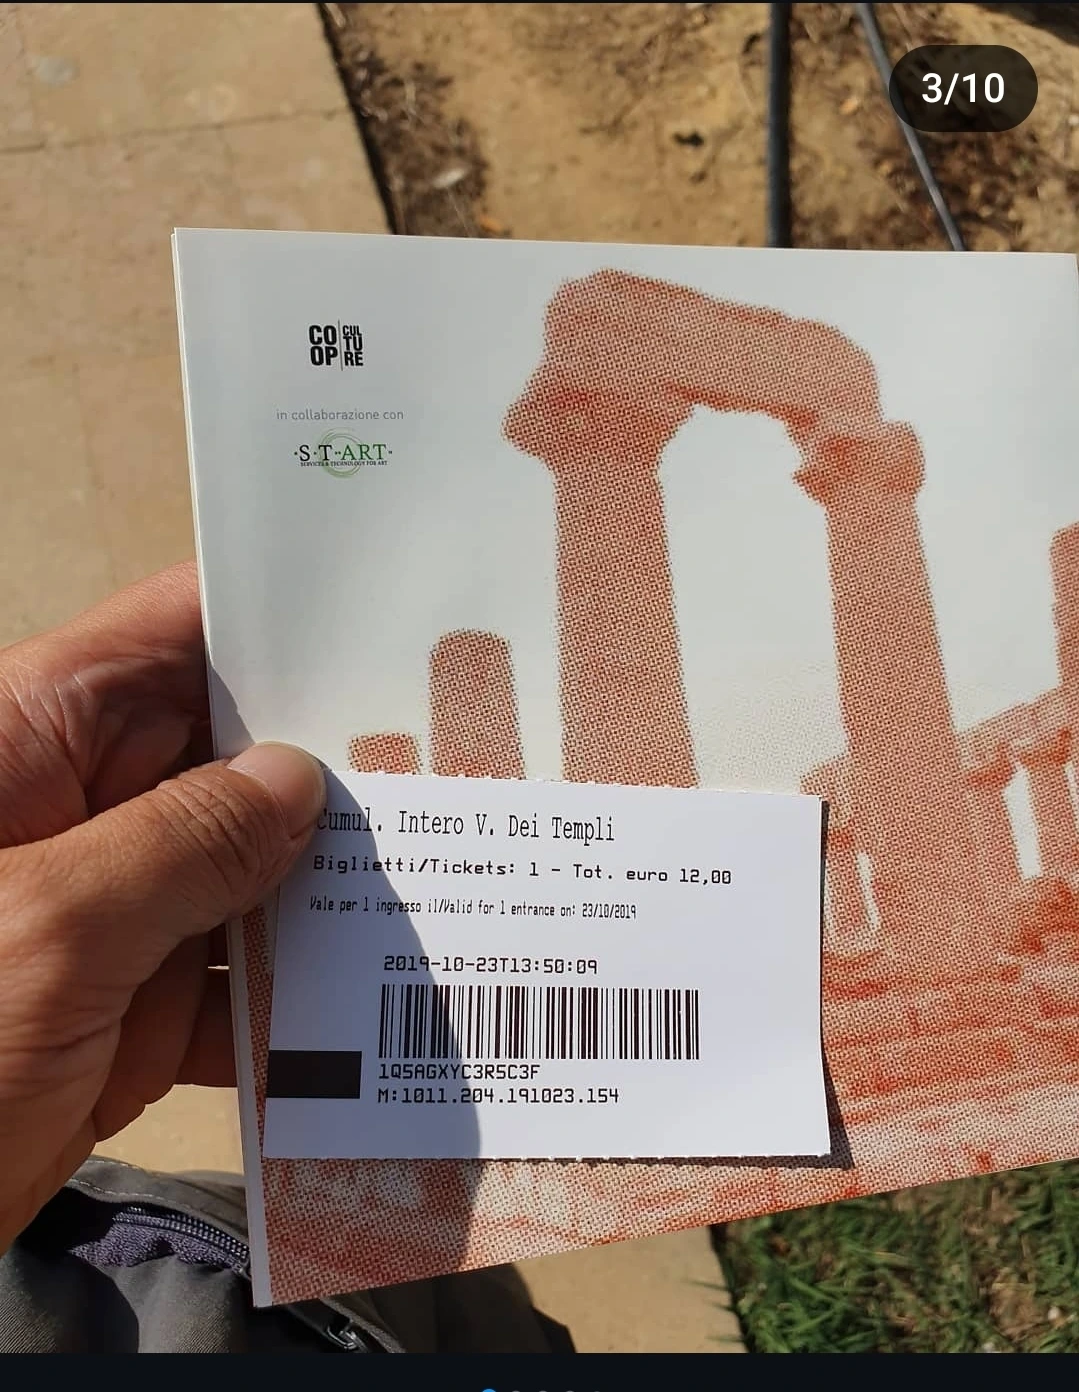 3/10
CO
OP
CUL
TU
RE
in collaborazione con
·S·T·ART·
SERVICES & TECHNOLOGY FOR ART
Cumul. Intero V. Dei Templi
Biglietti/Tickets: 1 - Tot. euro 12,00
Vale per 1 ingresso il/Valid for 1 entrance on: 23/10/2019
2019-10-23T13:50:09
1Q5AGXYC3R5C3F
M:1011.204.191023.154